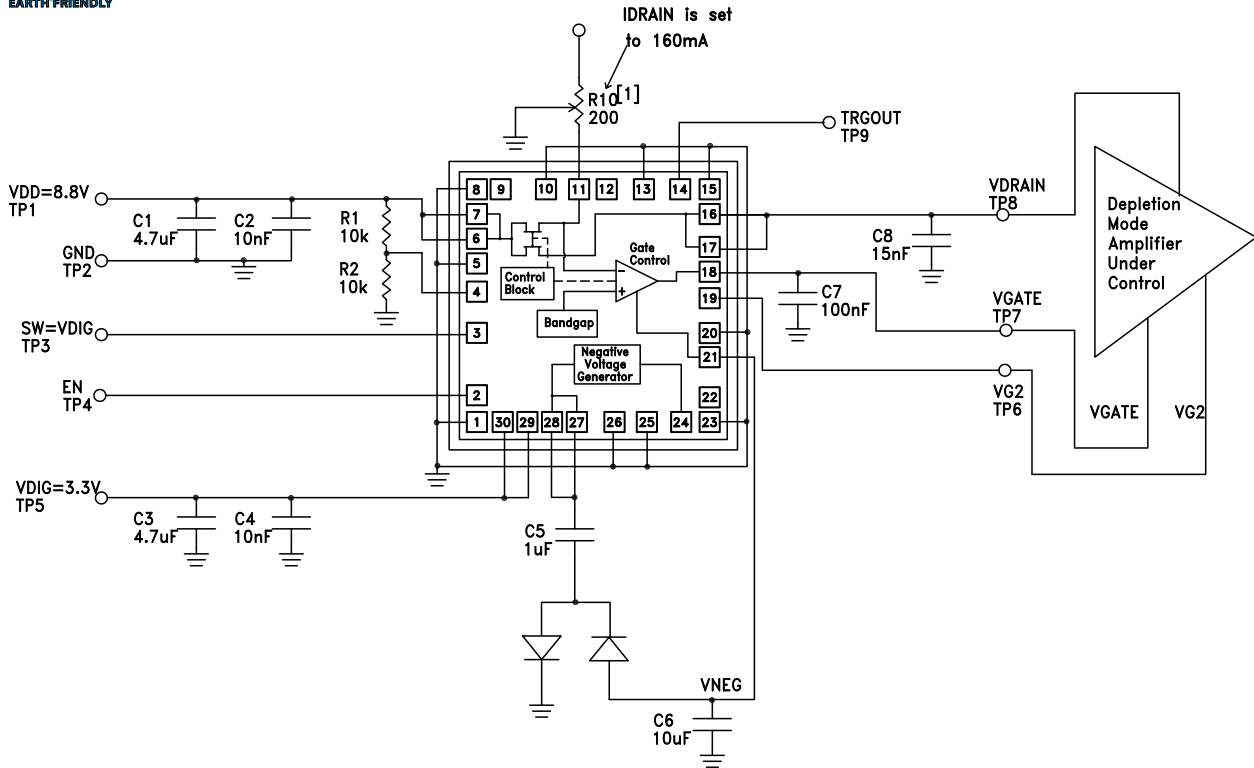 EARTH FRIENDLY
IDRAIN is set
to 160mA
R10[1]
200
TRGOUT
TP9
VDD=8.8V
TP1
C1
4.7uF
C2
10nF
R1
10k
GND
TP2
R2
10k
SW=VDIG
TP3
EN
TP4
VDIG=3.3V
TP5
C3
4.7uF
C4
10nF
8
9
10
11
12
13
14
15
7
6
5
4
3
2
1
16
17
18
19
20
21
22
23
30
29
28
27
26
25
24
Gate
Control
−
+
Control
Block
Bandgap
Negative
Voltage
Generator
VDRAIN
TP8
C8
15nF
C7
100nF
VGATE
TP7
VG2
TP6
Depletion
Mode
Amplifier
Under
Control
VGATE
VG2
C5
1uF
VNEG
C6
10uF